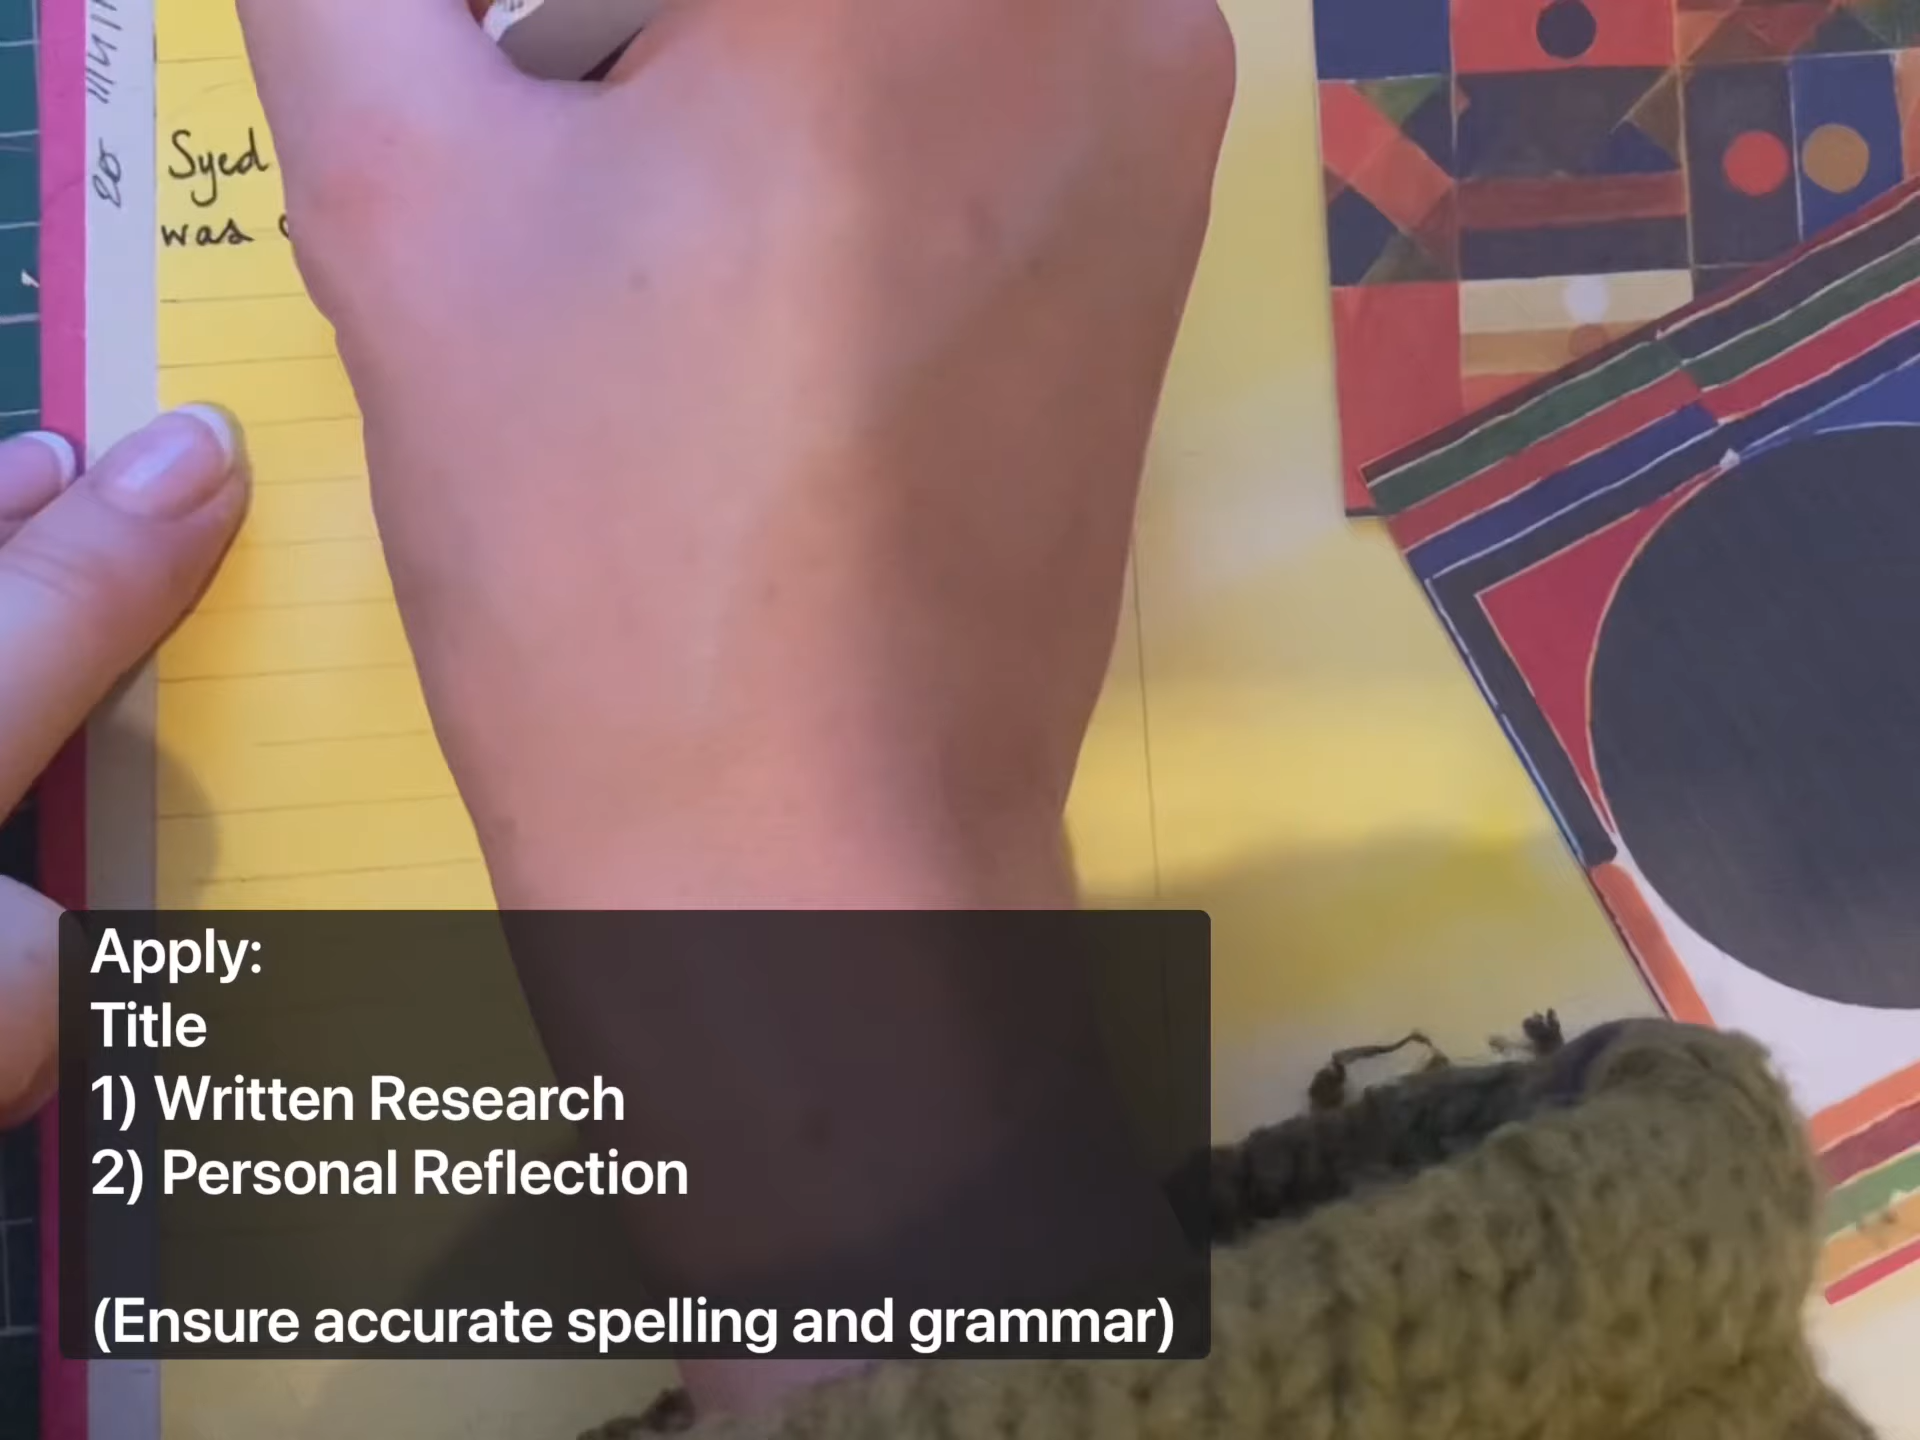 Syed
was
Apply:
Title
1) Written Research
2) Personal Reflection
(Ensure accurate spelling and grammar)